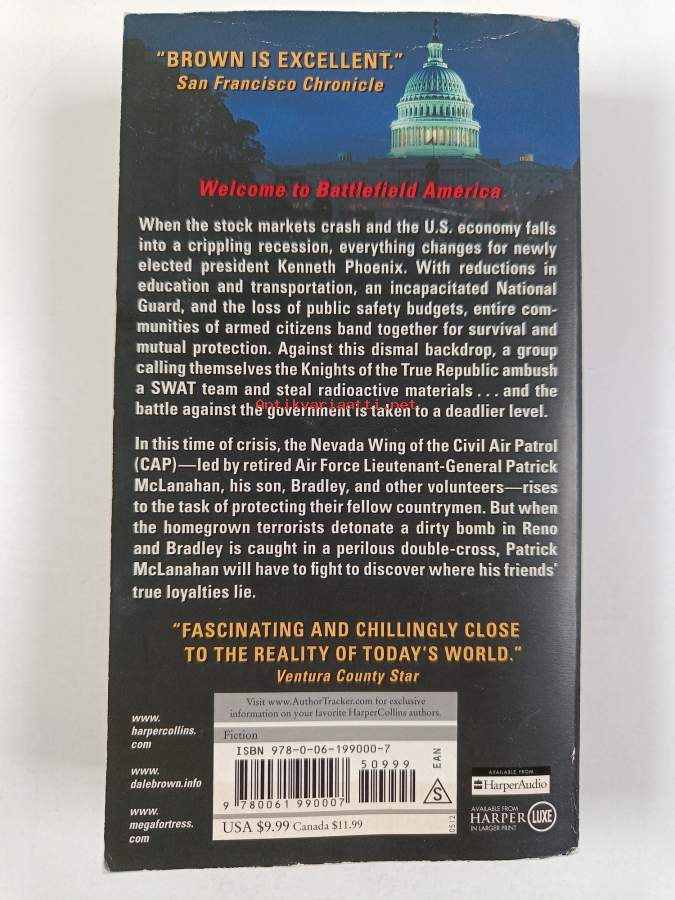 “BROWN IS EXCELLENT.”
San Francisco Chronicle
Welcome to Battlefield America
When the stock markets crash and the U.S. economy falls
into a crippling recession, everything changes for newly
elected president Kenneth Phoenix. With reductions in
education and transportation, an incapacitated National
Guard, and the loss of public safety budgets, entire com-
munities of armed citizens band together for survival and
mutual protection. Against this dismal backdrop, a group
calling themselves the Knights of the True Republic ambush
a SWAT team and steal radioactive materials . . . and the
battle against the government is taken to a deadlier level.
Antikvariaatti.net
In this time of crisis, the Nevada Wing of the Civil Air Patrol
(CAP)—led by retired Air Force Lieutenant-General Patrick
McLanahan, his son, Bradley, and other volunteers—rises
to the task of protecting their fellow countrymen. But when
the homegrown terrorists detonate a dirty bomb in Reno
and Bradley is caught in a perilous double-cross, Patrick
McLanahan will have to fight to discover where his friends’
true loyalties lie.
“FASCINATING AND CHILLINGLY CLOSE
TO THE REALITY OF TODAY’S WORLD.”
Ventura County Star
www.
harpercollins.
com
www.
dalebrown.info
www.
megafortress.
com
Visit www.AuthorTracker.com for exclusive
information on your favorite HarperCollins authors.
Fiction
ISBN 978-0-06-199000-7
50999
9 780061 990007
EAN
S
0512
USA $9.99 Canada $11.99
AVAILABLE FROM
HarperAudio
AVAILABLE FROM
HARPER LUXE
IN LARGER PRINT